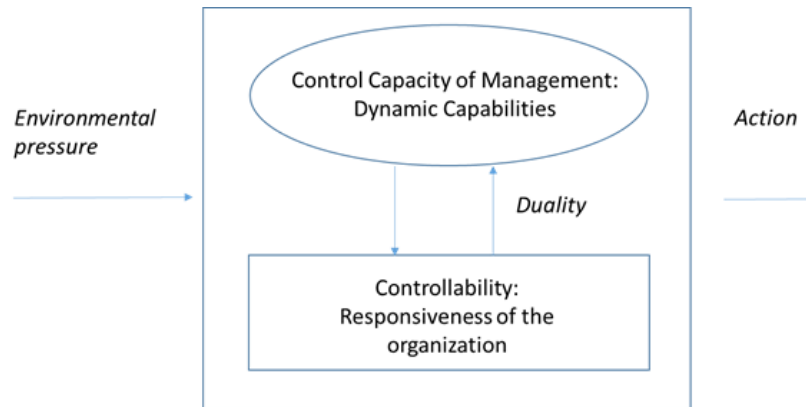 Control Capacity of Management:
Dynamic Capabilities
Environmental
pressure
Action
Duality
Controllability:
Responsiveness of the
organization